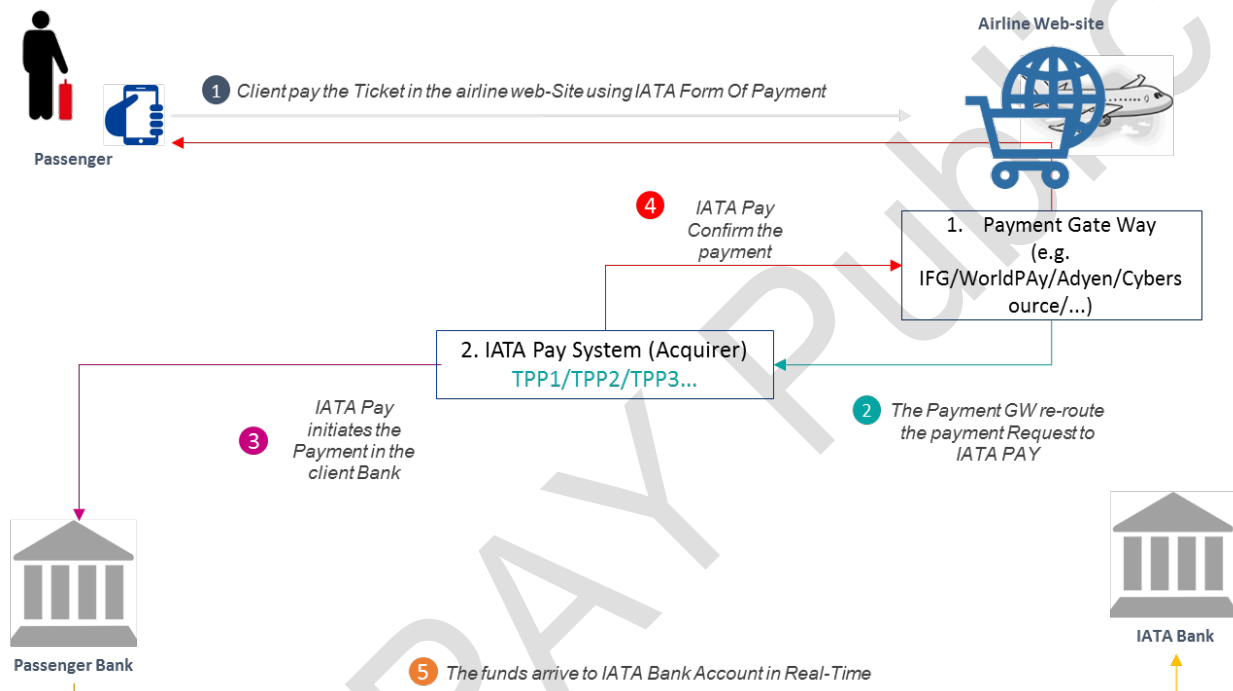 Airline Web-site
1 Client pay the Ticket in the airline web-Site using IATA Form Of Payment
Passenger
4 IATA Pay
Confirm the
payment
1. Payment Gate Way
(e.g.
IFG/WorldPAy/Adyen/Cybers
ource/...)
2. IATA Pay System (Acquirer)
TPP1/TPP2/TPP3...
2 The Payment GW re-route
the payment Request to
IATA PAY
3 IATA Pay
initiates the
Payment in the
client Bank
Passenger Bank
IATA Bank
5 The funds arrive to IATA Bank Account in Real-Time
PAY Public